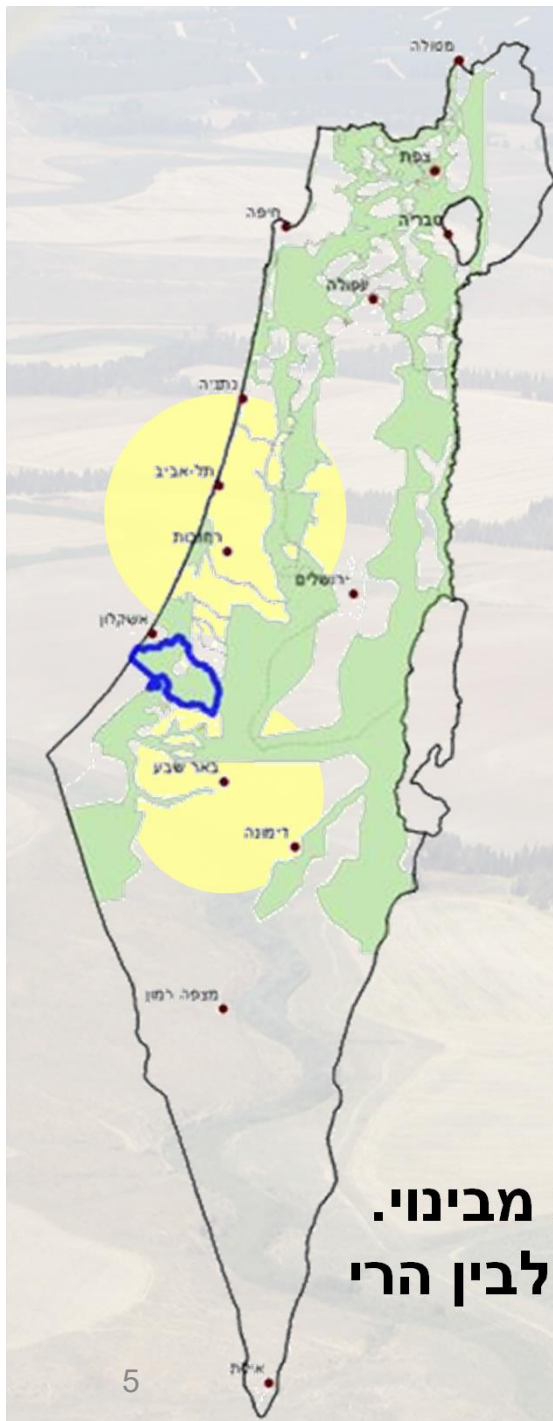 מטולה
צפת
חיפה
טבריה
עפולה
נתניה
תל-אביב
רחובות
ירושלים
אשקלון
באר שבע
דימונה
מצפה רמון
מבינוי.
לבין הרי
אילת
5